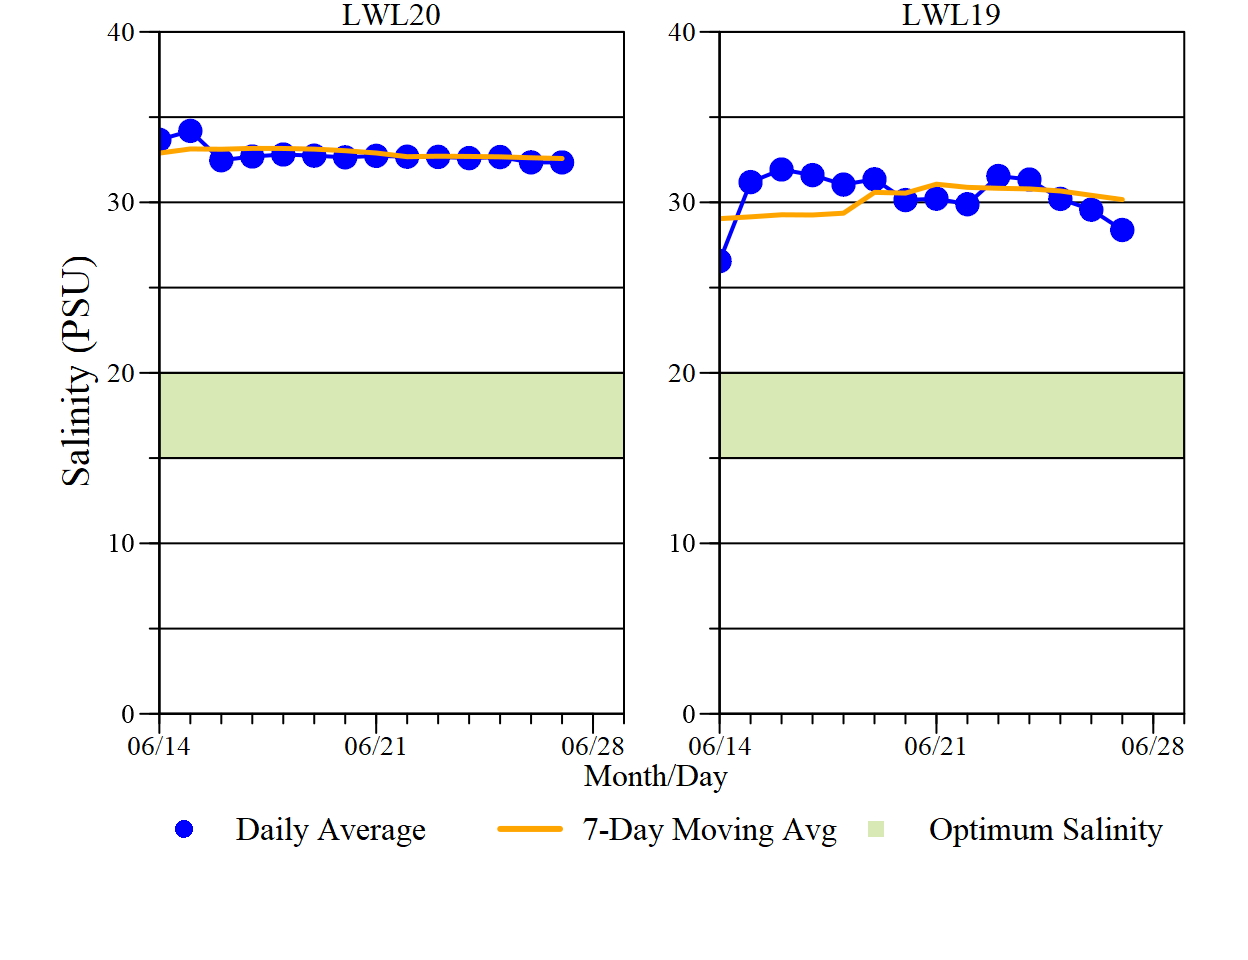 LWL20
LWL19
40
30
20
10
0
40
30
20
10
0
Salinity (PSU)
06/14
06/21
06/28
06/14
06/21
06/28
Month/Day
Daily Average
7-Day Moving Avg
Optimum Salinity